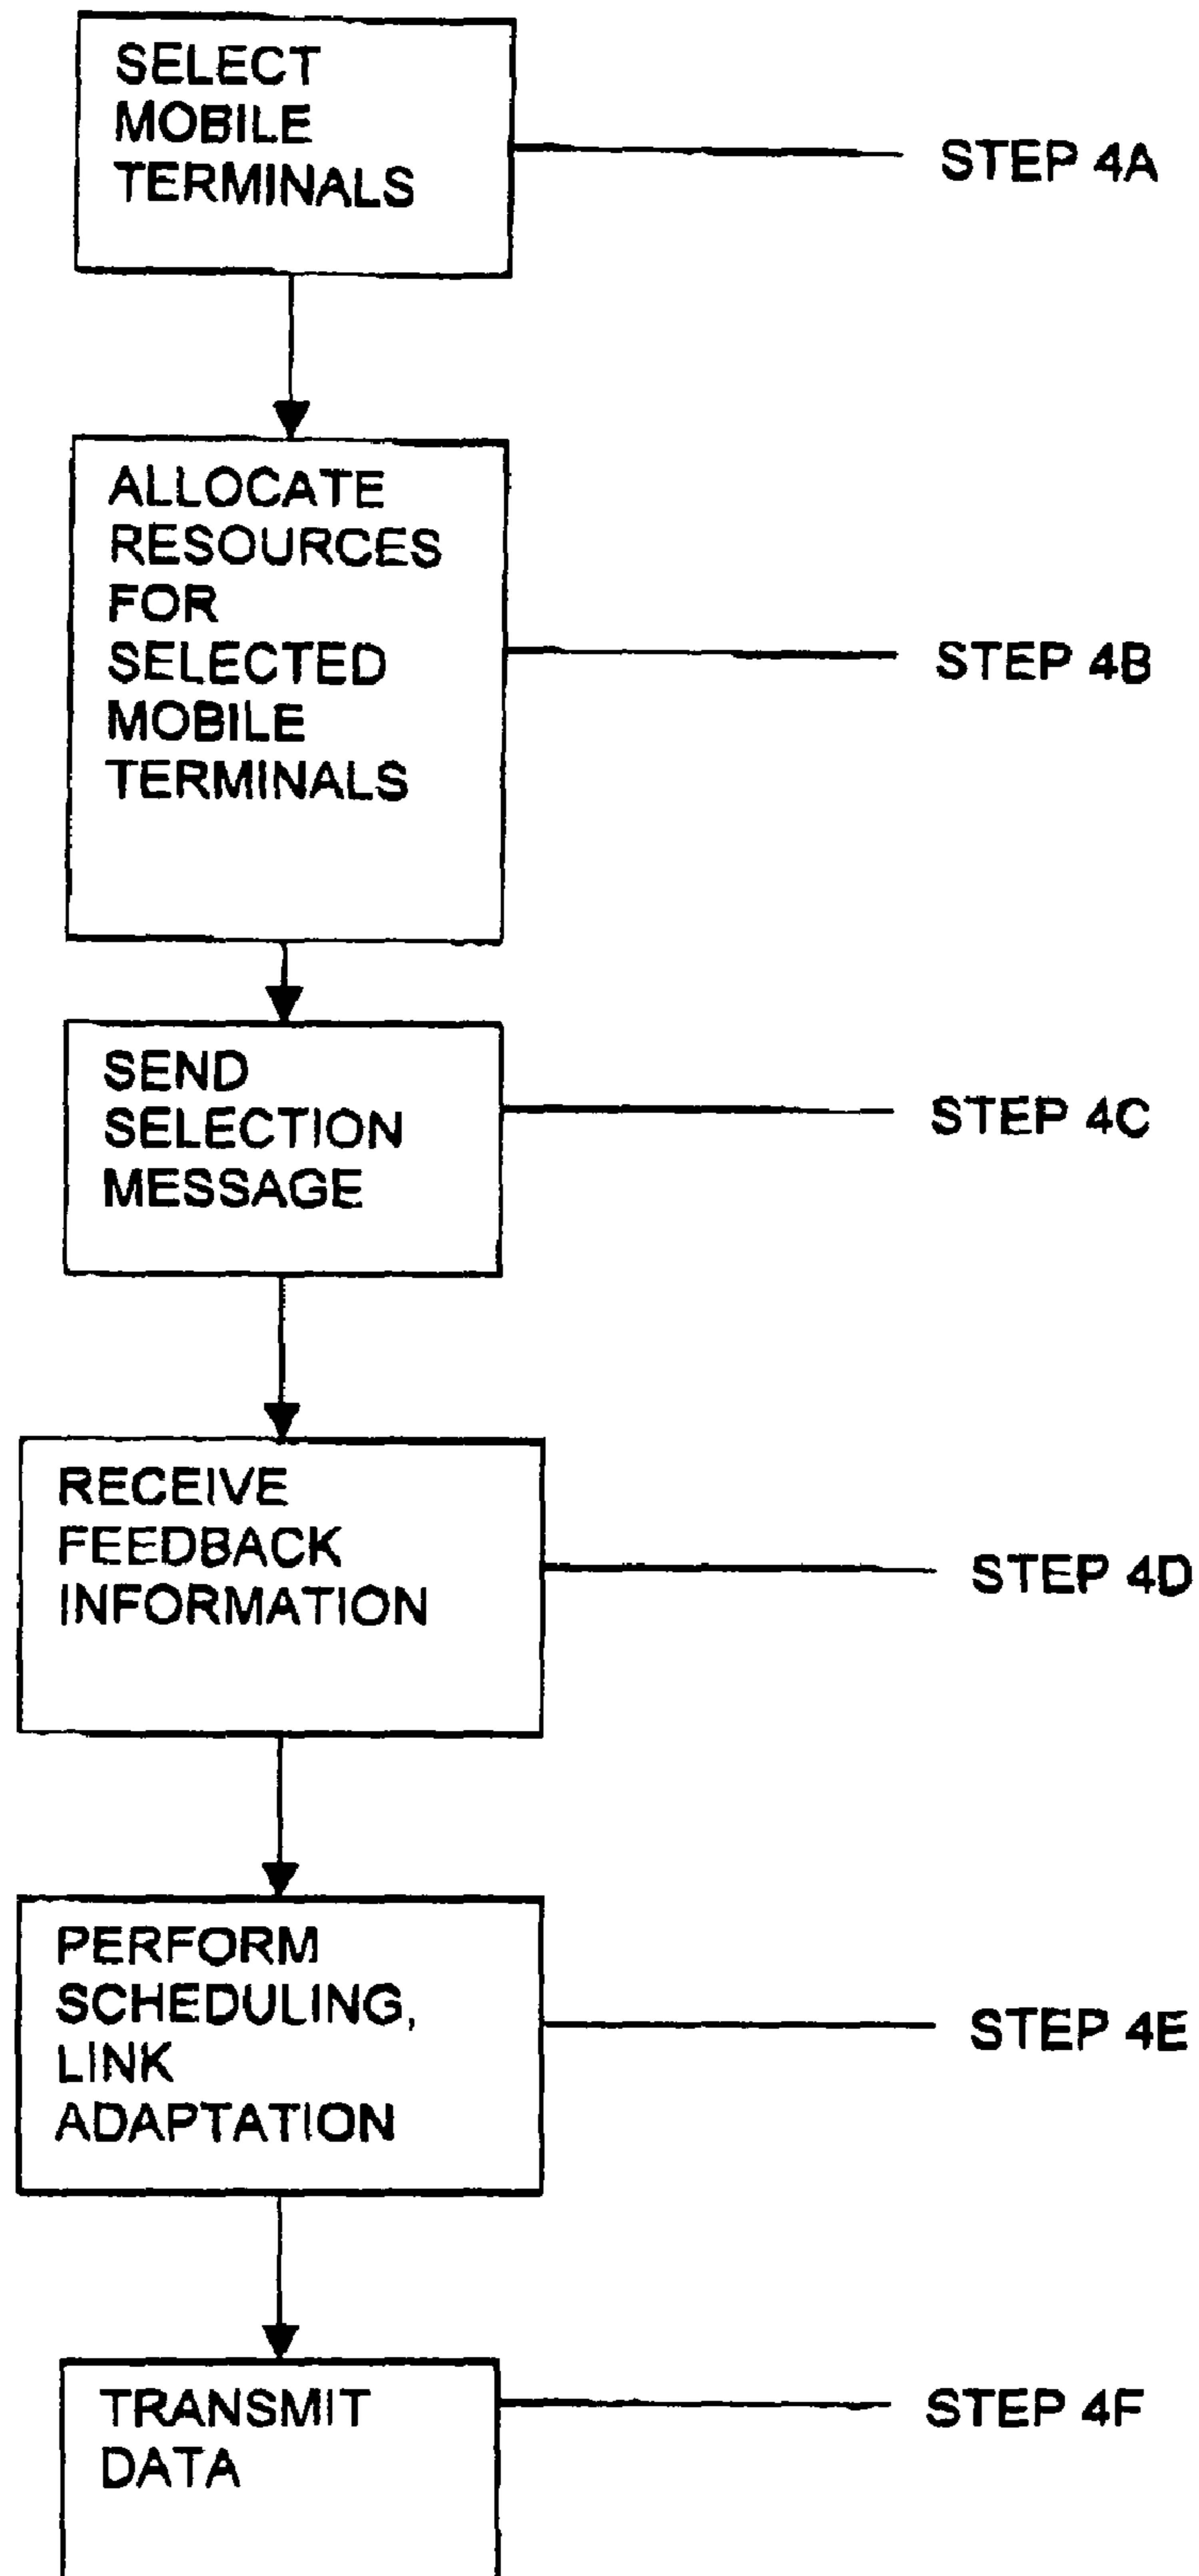 SELECT
MOBILE
TERMINALS
STEP 4A
ALLOCATE
RESOURCES
FOR
SELECTED
MOBILE
TERMINALS
STEP 4B
SEND
SELECTION
MESSAGE
STEP 4C
RECEIVE
FEEDBACK
INFORMATION
STEP 4D
PERFORM
SCHEDULING,
LINK
ADAPTATION
STEP 4E
TRANSMIT
DATA
STEP 4F